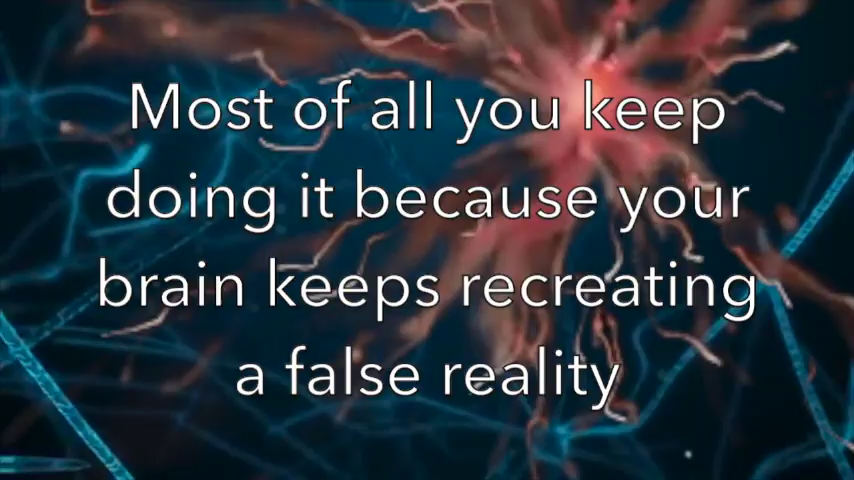 Most of all you keep
doing it because your
brain keeps recreating
a false reality